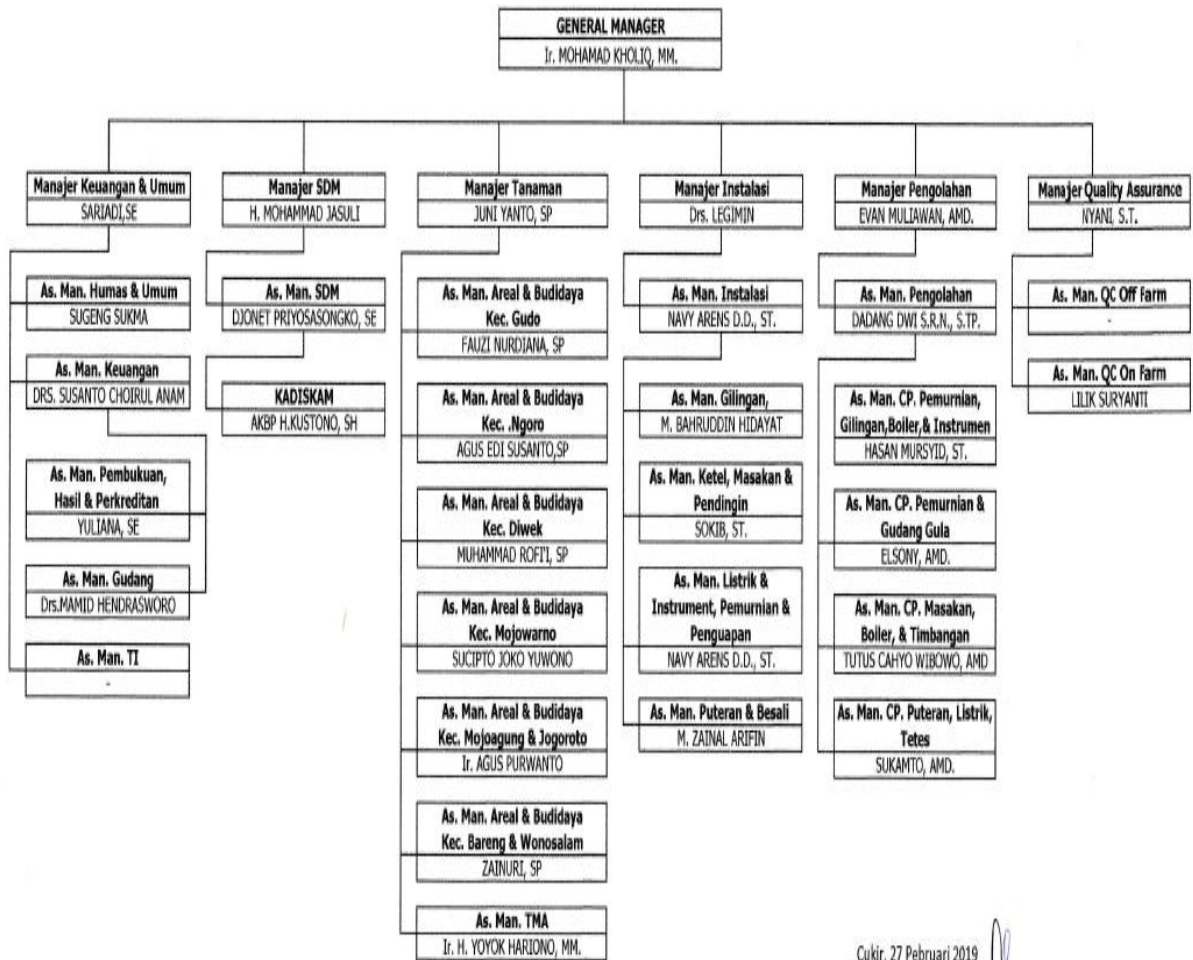 GENERAL MANAGER
Ir. MOHAMAD KHOLIQ, MM.
Manajer Keuangan & Umum
SARIADI,SE
Manajer SDM
H. MOHAMMAD JASULI
Manajer Tanaman
JUNI YANTO, SP
Manajer Instalasi
Drs. LEGIMIN
Manajer Pengolahan
EVAN MULIAWAN, AMD.
Manajer Quality Assurance
NYANI, S.T.
As. Man. Humas & Umum
SUGENG SUKMA
As. Man. Keuangan
DRS. SUSANTO CHOIRUL ANAM
As. Man. Pembukuan,
Hasil & Perkreditan
YULIANA, SE
As. Man. Gudang
Drs.MAMID HENDRASWORO
As. Man. TI
-
As. Man. SDM
DJONET PRIYOSASONGKO, SE
KADISKAM
AKBP H.KUSTONO, SH
As. Man. Areal & Budidaya
Kec. Gudo
FAUZI NURDIANA, SP
As. Man. Areal & Budidaya
Kec. .Ngoro
AGUS EDI SUSANTO,SP
As. Man. Areal & Budidaya
Kec. Diwek
MUHAMMAD ROFI'I, SP
As. Man. Areal & Budidaya
Kec. Mojowarno
SUCIPTO JOKO YUWONO
As. Man. Areal & Budidaya
Kec. Mojoagung & Jogoroto
Ir. AGUS PURWANTO
As. Man. Areal & Budidaya
Kec. Bareng & Wonosalam
ZAINURI, SP
As. Man. TMA
Ir. H. YOYOK HARIONO, MM.
As. Man. Instalasi
NAVY ARENS D.D., ST.
As. Man. Gilingan,
M. BAHRUDDIN HIDAYAT
As. Man. Ketel, Masakan &
Pendingin
SOKIB, ST.
As. Man. Listrik &
Instrument, Pemurnian &
Penguapan
NAVY ARENS D.D., ST.
As. Man. Puteran & Besali
M. ZAINAL ARIFIN
As. Man. Pengolahan
DADANG DWI S.R.N., S.TP.
As. Man. CP. Pemurnian,
Gilingan,Boiler,& Instrumen
HASAN MURSYID, ST.
As. Man. CP. Pemurnian &
Gudang Gula
ELSONY, AMD.
As. Man. CP. Masakan,
Boiler, & Timbangan
TUTUS CAHYO WIBOWO, AMD
As. Man. CP. Puteran, Listrik,
Tetes
SUKAMTO, AMD.
As. Man. QC Off Farm
-
As. Man. QC On Farm
LILIK SURYANTI
Cukir, 27 Pebruari 2019